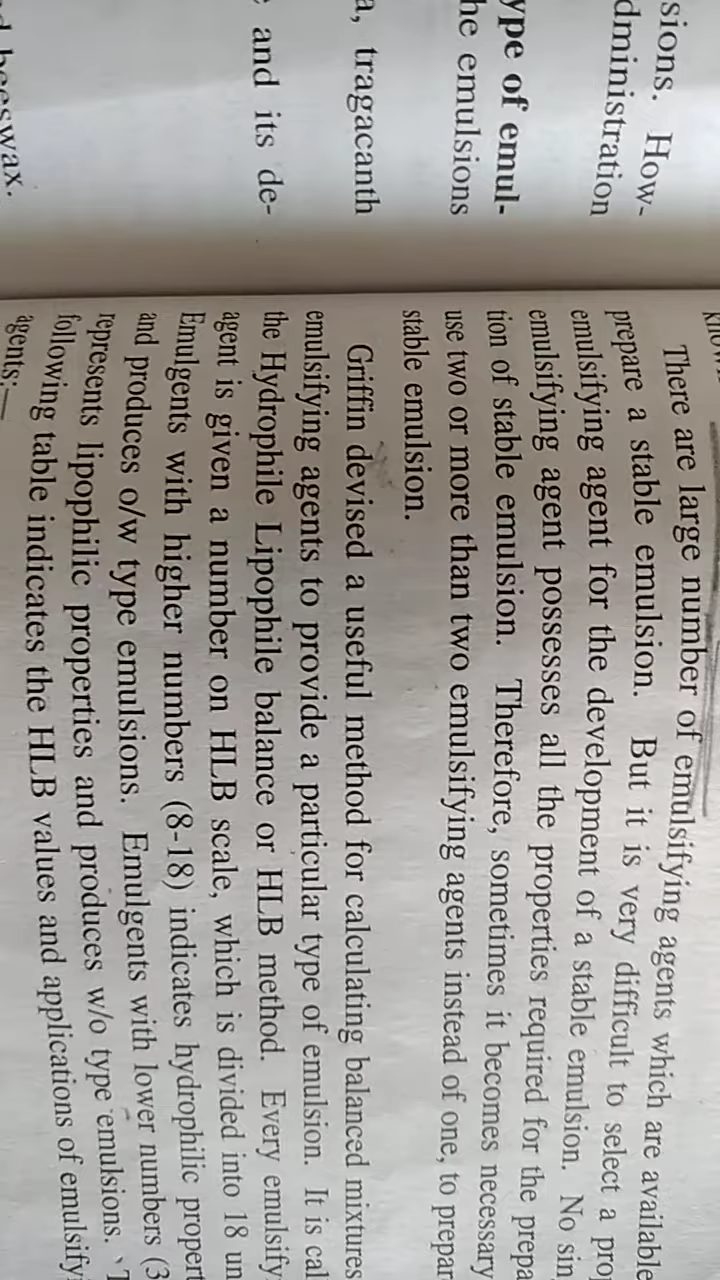 sions. How-
dministration
ype of emul-
he emulsions
a, tragacanth
and its de-
beeswax.
There are large number of emulsifying agents which are available
prepare a stable emulsion. But it is very difficult to select a pro
emulsifying agent for the development of a stable emulsion. No sin
emulsifying agent possesses all the properties required for the prepa
tion of stable emulsion. Therefore, sometimes it becomes necessary
use two or more than two emulsifying agents instead of one, to prepar
stable emulsion.
Griffin devised a useful method for calculating balanced mixtures
emulsifying agents to provide a particular type of emulsion. It is cal
the Hydrophile Lipophile balance or HLB method. Every emulsify
agent is given a number on HLB scale, which is divided into 18 un
Emulgents with higher numbers (8-18) indicates hydrophilic propert
and produces o/w type emulsions. Emulgents with lower numbers (3
represents lipophilic properties and produces w/o type emulsions. T
following table indicates the HLB values and applications of emulsify
agents:—